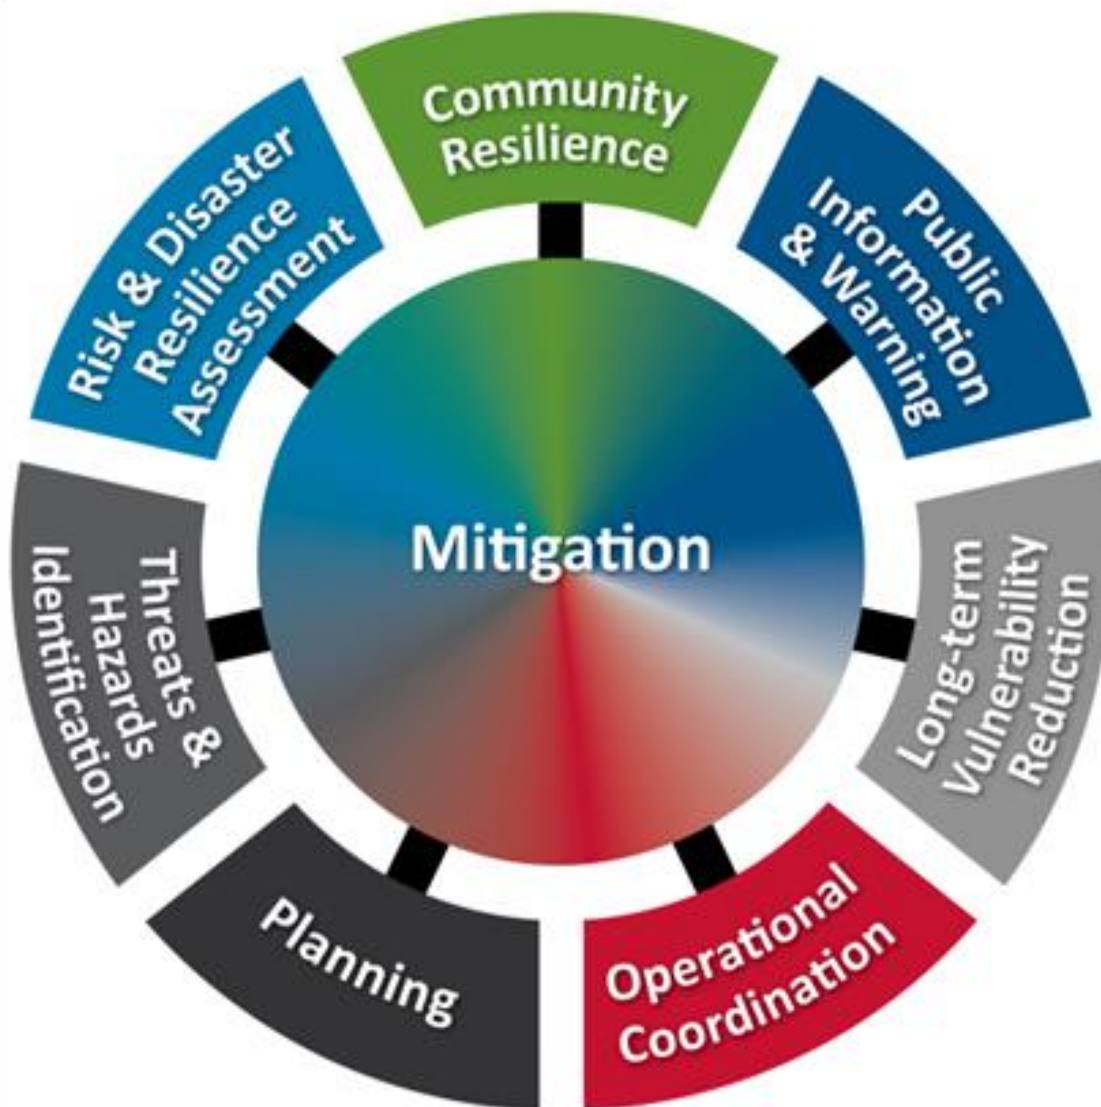 Community
Resilience
Public
Information
& Warning
Long-term
Vulnerability
Reduction
Operational
Coordination
Planning
Threats &
Hazards
Identification
Risk & Disaster
Resilience
Assessment
Mitigation